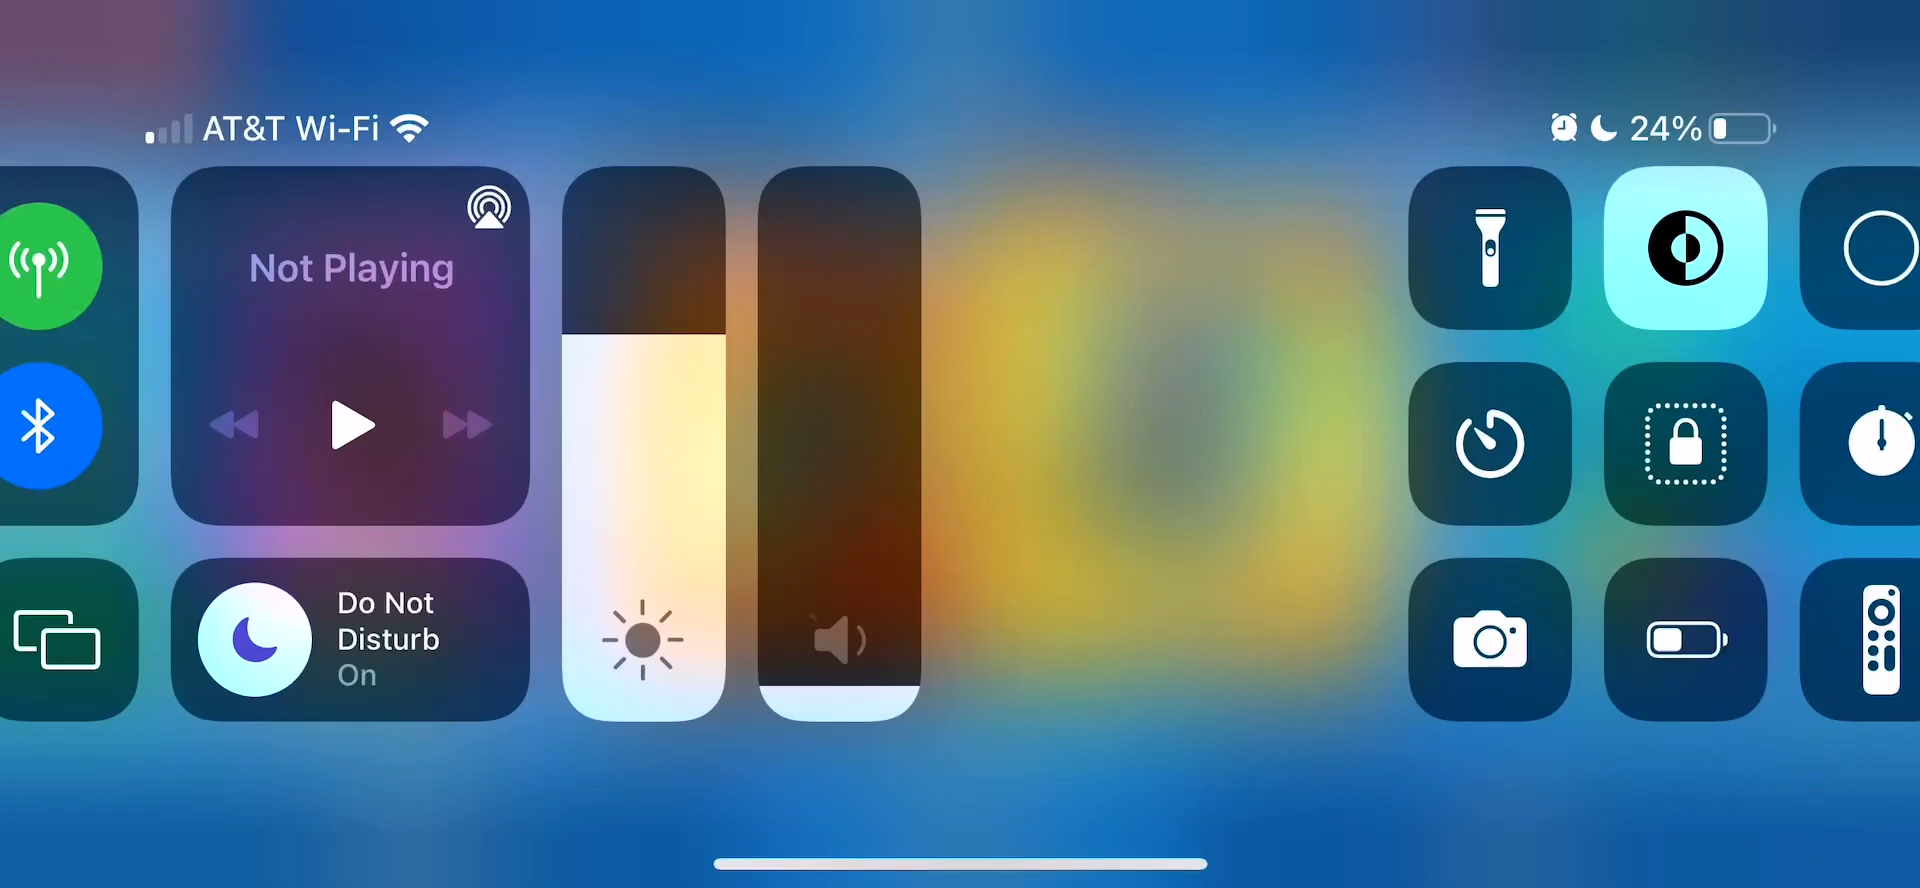 AT&T Wi-Fi
24%
Not Playing
Do Not
Disturb
On